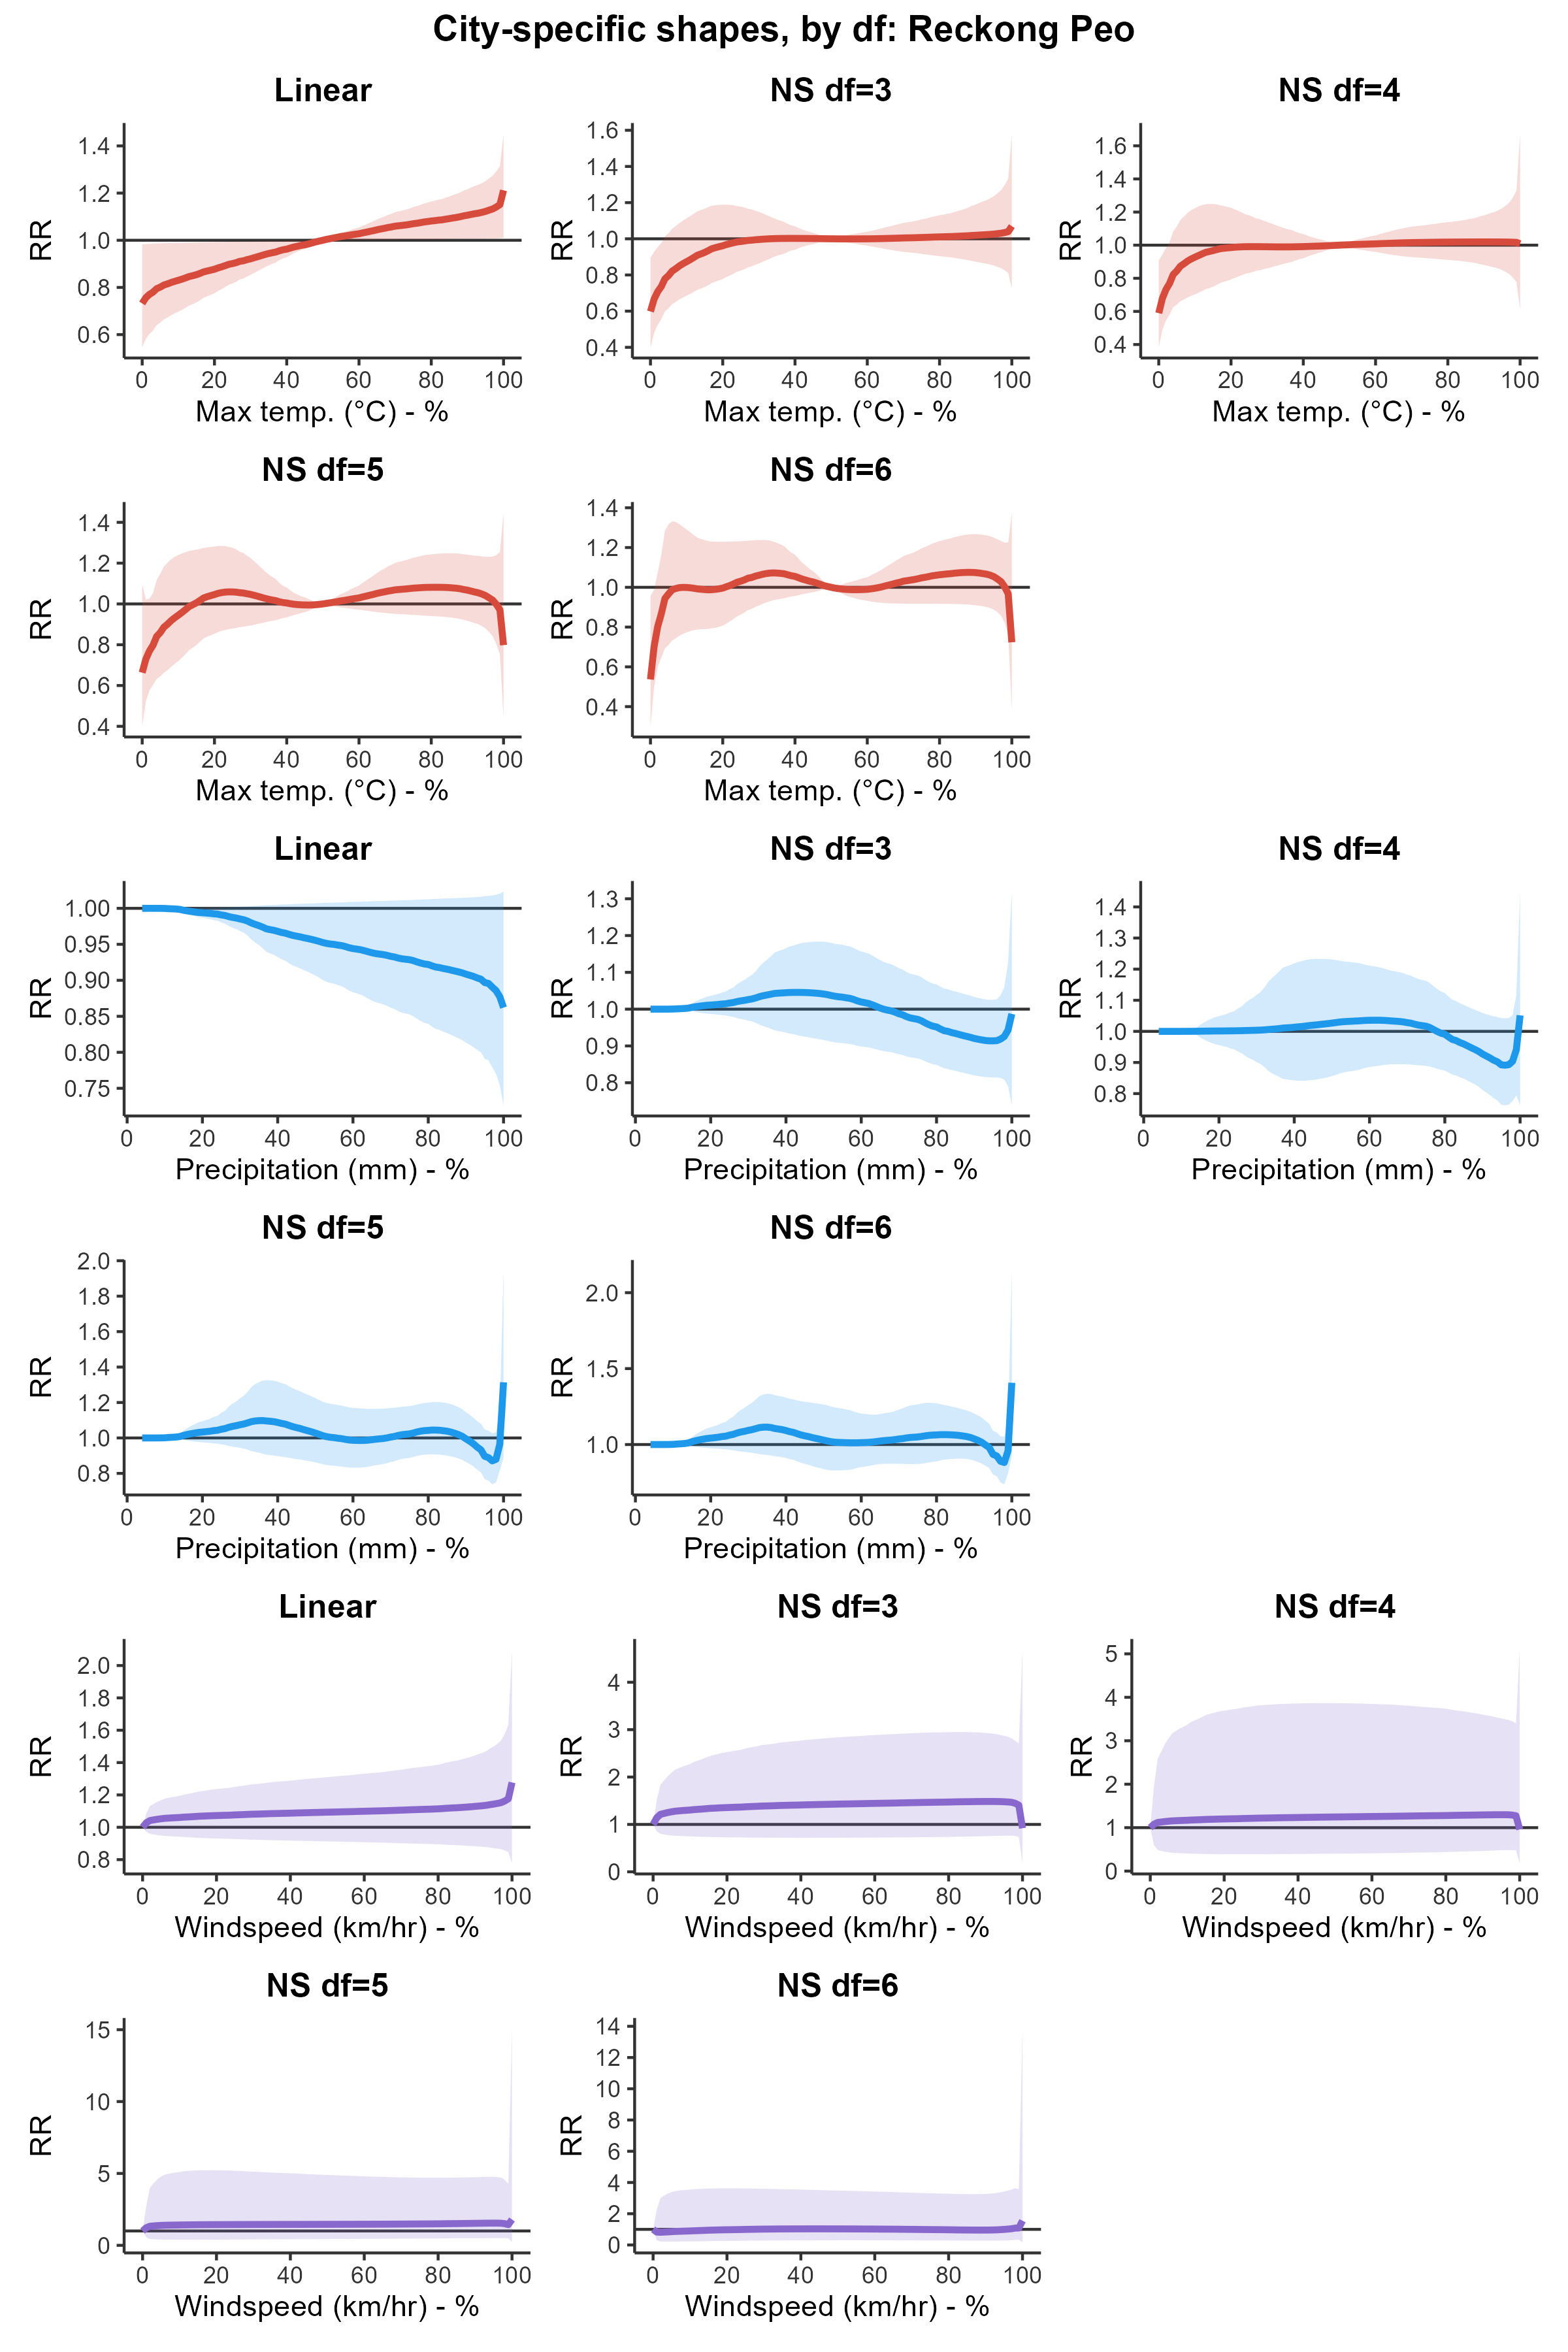 City-specific shapes, by df: Reckong Peo
Linear
NS df=3
NS df=4
RR
1.4
1.2
1.0
0.8
0.6
0 20 40 60 80 100
Max temp. (°C) - %
RR
1.6
1.4
1.2
1.0
0.8
0.6
0.4
0 20 40 60 80 100
Max temp. (°C) - %
RR
1.6
1.4
1.2
1.0
0.8
0.6
0.4
0 20 40 60 80 100
Max temp. (°C) - %
NS df=5
NS df=6
RR
1.4
1.2
1.0
0.8
0.6
0.4
0 20 40 60 80 100
Max temp. (°C) - %
RR
1.4
1.2
1.0
0.8
0.6
0.4
0 20 40 60 80 100
Max temp. (°C) - %
Linear
NS df=3
NS df=4
RR
1.00
0.95
0.90
0.85
0.80
0.75
0 20 40 60 80 100
Precipitation (mm) - %
RR
1.3
1.2
1.1
1.0
0.9
0.8
0 20 40 60 80 100
Precipitation (mm) - %
RR
1.4
1.3
1.2
1.1
1.0
0.9
0.8
0 20 40 60 80 100
Precipitation (mm) - %
NS df=5
NS df=6
RR
2.0
1.8
1.6
1.4
1.2
1.0
0.8
0 20 40 60 80 100
Precipitation (mm) - %
RR
2.0
1.5
1.0
0 20 40 60 80 100
Precipitation (mm) - %
Linear
NS df=3
NS df=4
RR
2.0
1.8
1.6
1.4
1.2
1.0
0.8
0 20 40 60 80 100
Windspeed (km/hr) - %
RR
4
3
2
1
0
0 20 40 60 80 100
Windspeed (km/hr) - %
RR
5
4
3
2
1
0
0 20 40 60 80 100
Windspeed (km/hr) - %
NS df=5
NS df=6
RR
15
10
5
0
0 20 40 60 80 100
Windspeed (km/hr) - %
RR
14
12
10
8
6
4
2
0
0 20 40 60 80 100
Windspeed (km/hr) - %